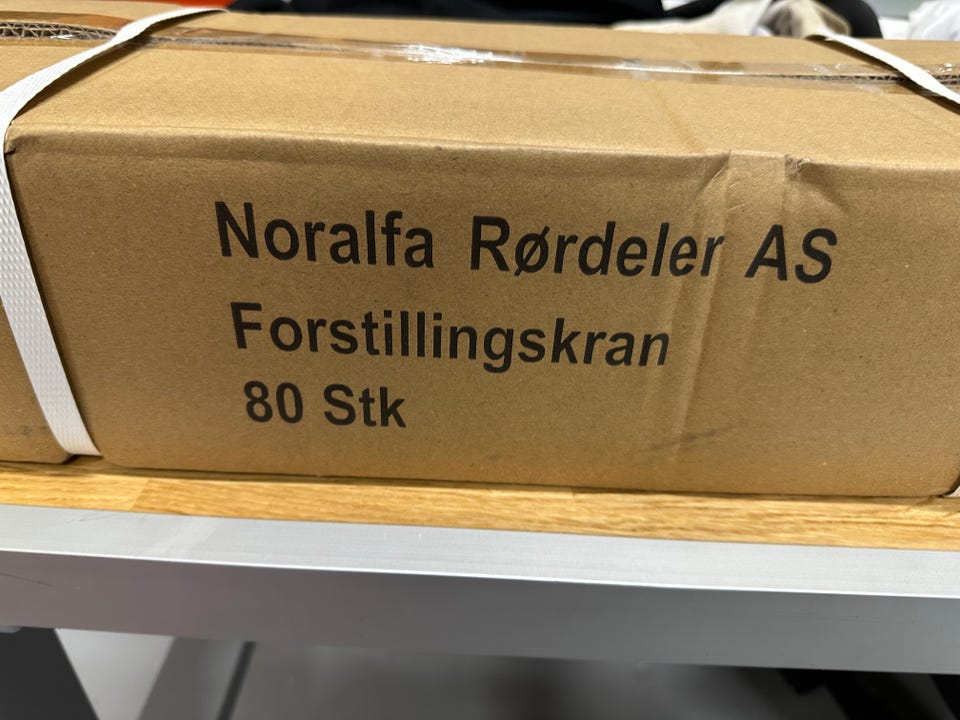 Noralfa Rørdeler AS
Forstillingskran
80 Stk